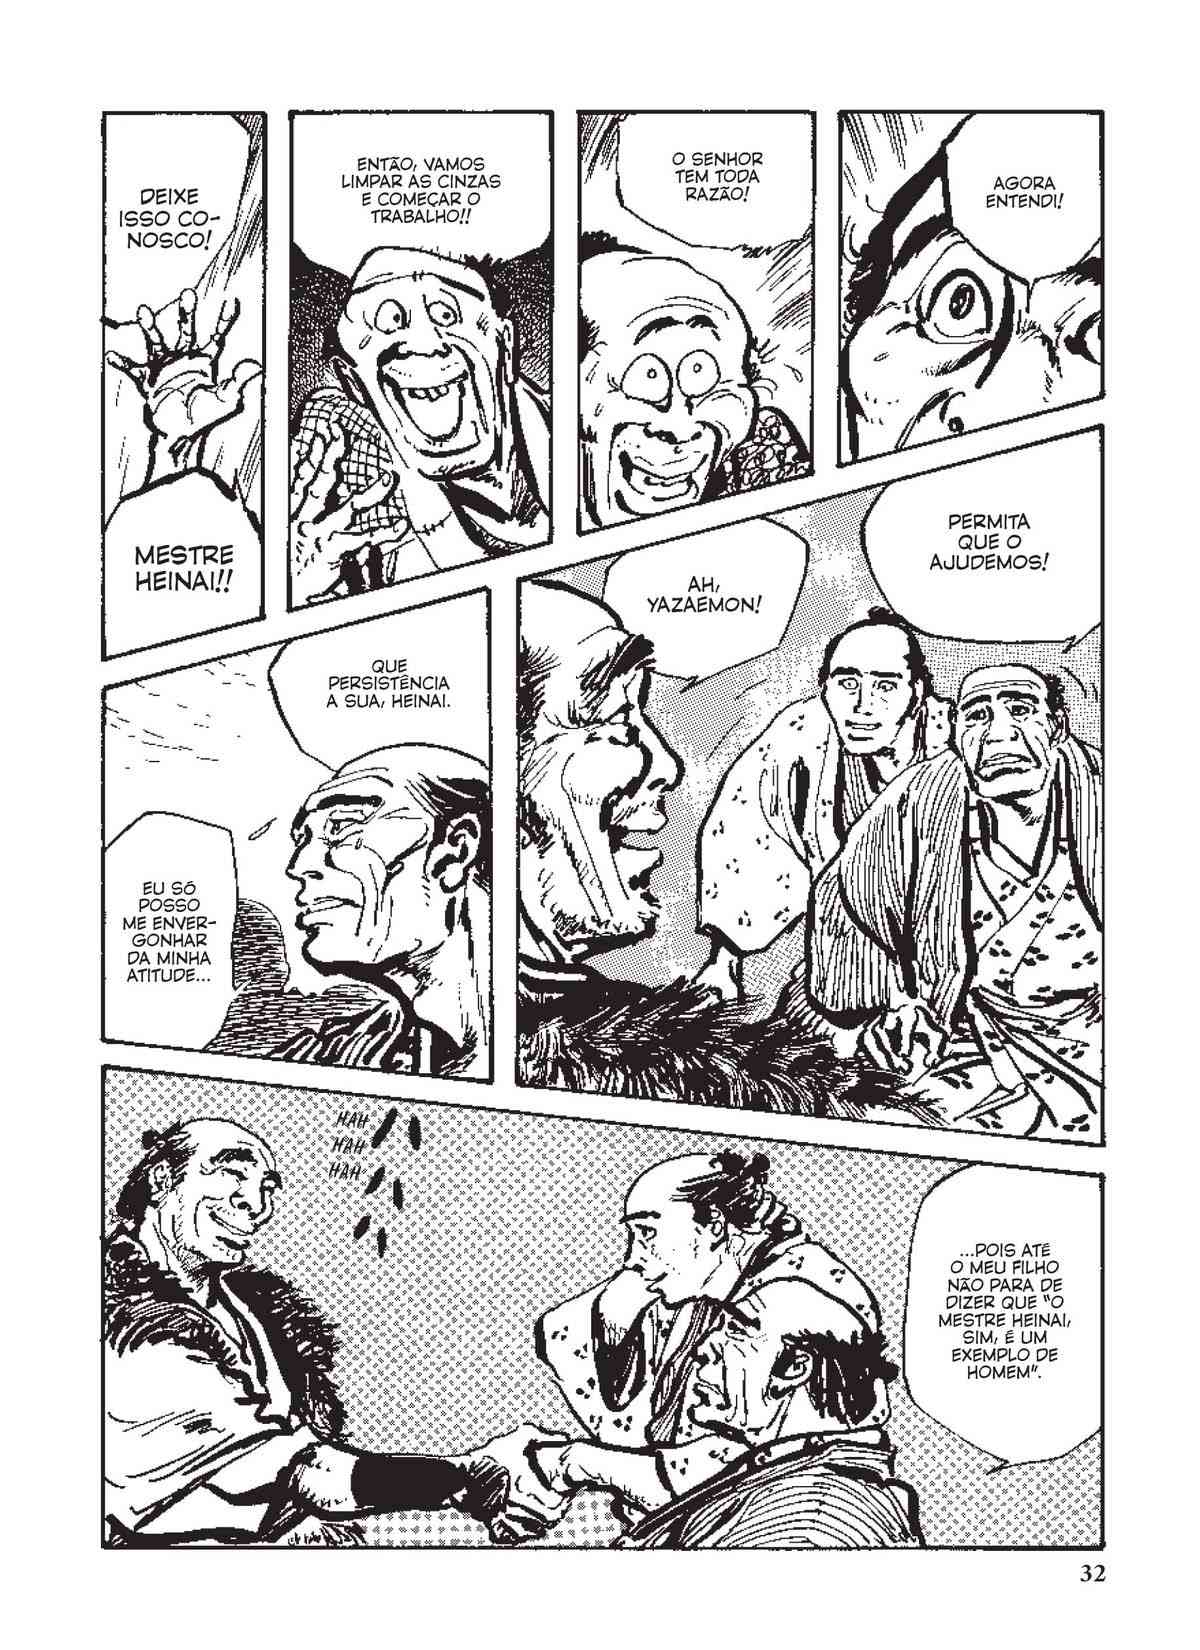 AGORA
ENTENDI!
O SENHOR
TEM TODA
RAZÃO!
ENTÃO, VAMOS
LIMPAR AS CINZAS
E COMEÇAR O
TRABALHO!!
DEIXE
ISSO CO-
NOSCO!
MESTRE
HEINAI!!
PERMITA
QUE O
AJUDEMOS!
AH,
YAZAEMON!
QUE
PERSISTÊNCIA
A SUA, HEINAI.
EU SÓ
POSSO
ME ENVER-
GONHAR
DA MINHA
ATITUDE...
...POIS ATÉ
O MEU FILHO
NÃO PARA DE
DIZER QUE "O
MESTRE HEINAI,
SIM, É UM
EXEMPLO DE
HOMEM".
HAH
HAH
HAH
32